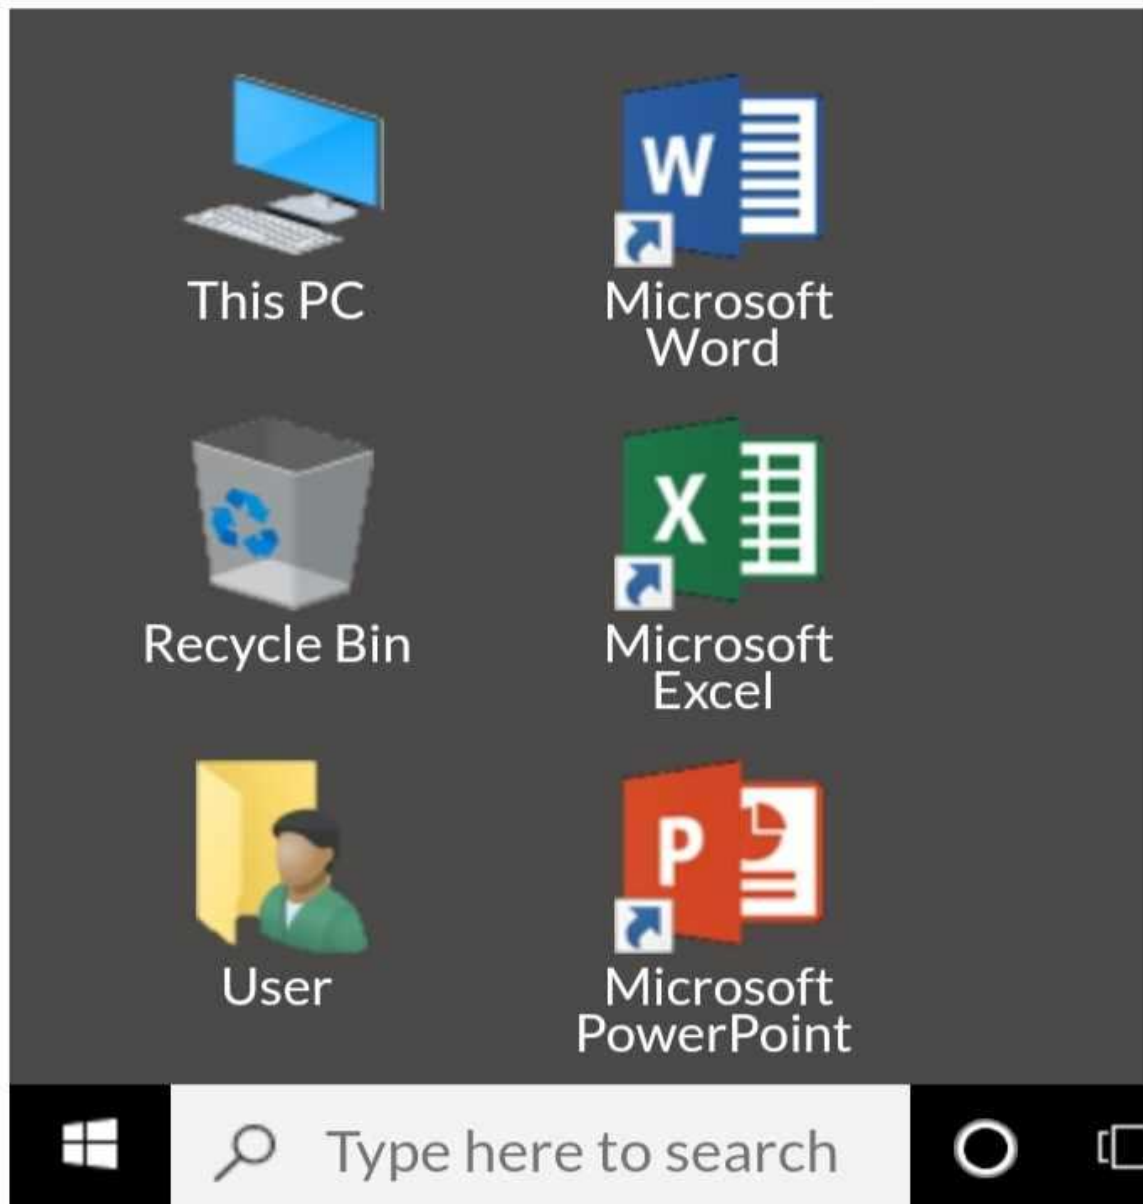 This PC
Microsoft
Word
Recycle Bin
Microsoft
Excel
User
Microsoft
PowerPoint
Type here to search